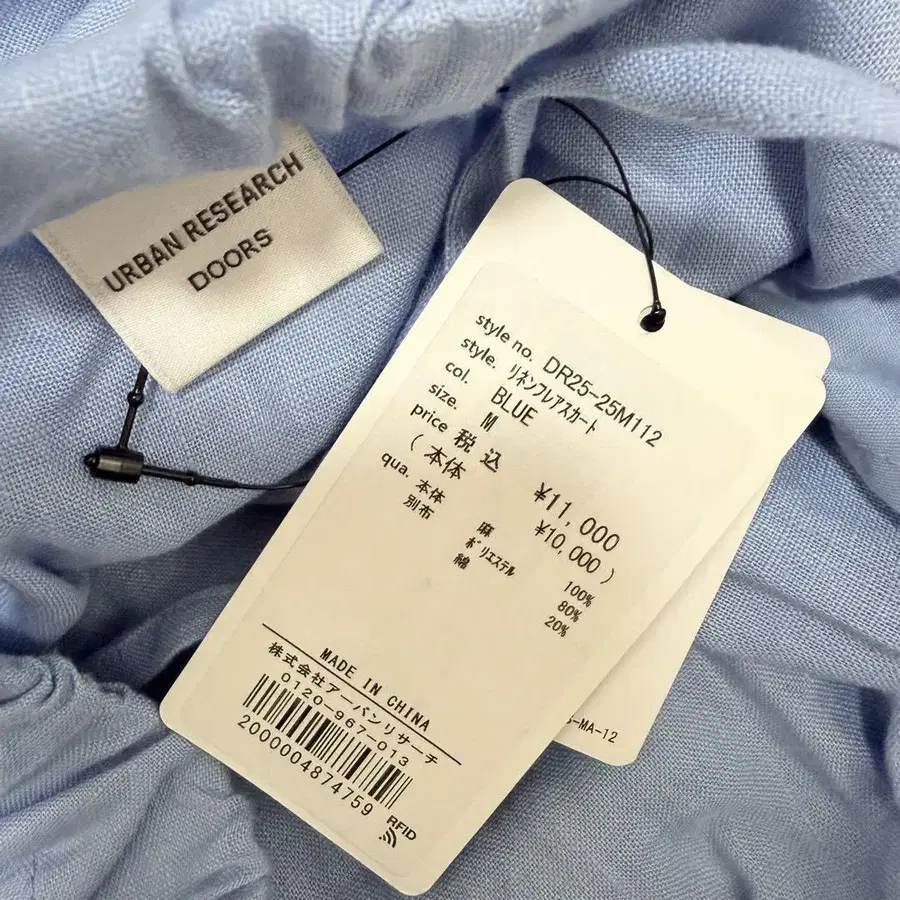 URBAN RESEARCH
DOORS
style no. DR25-25M112
style. リネンフレアスカート
col. BLUE
size. M
price 税込 ¥11,000
(本体 ¥10,000)
qua. 本体 麻 100%
別布 ポリエステル 80%
綿 20%
MADE IN CHINA
株式会社アーバンリサーチ
0120-967-013
2000004874759
RFID
-MA-12